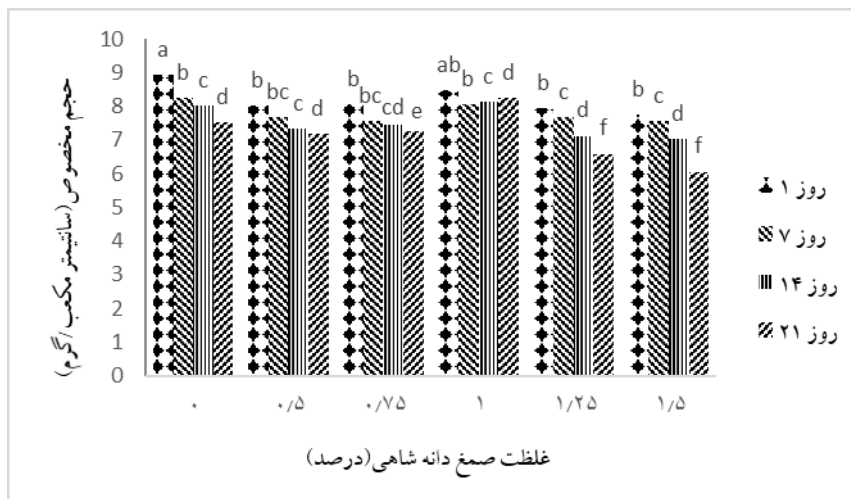 حجم مخصوص(سانتیمتر مکعب/گرم)
10
9
8
7
6
5
4
3
2
1
0
a b c d
b bc c d
b bc cd e
ab b c d
b c d f
b c d f
۰ ۰/۵ ۰/۷۵ ۱ ۱/۲۵ ۱/۵
غلظت صمغ دانه شاهی(درصد)
روز ۱
روز ۷
روز ۱۴
روز ۲۱